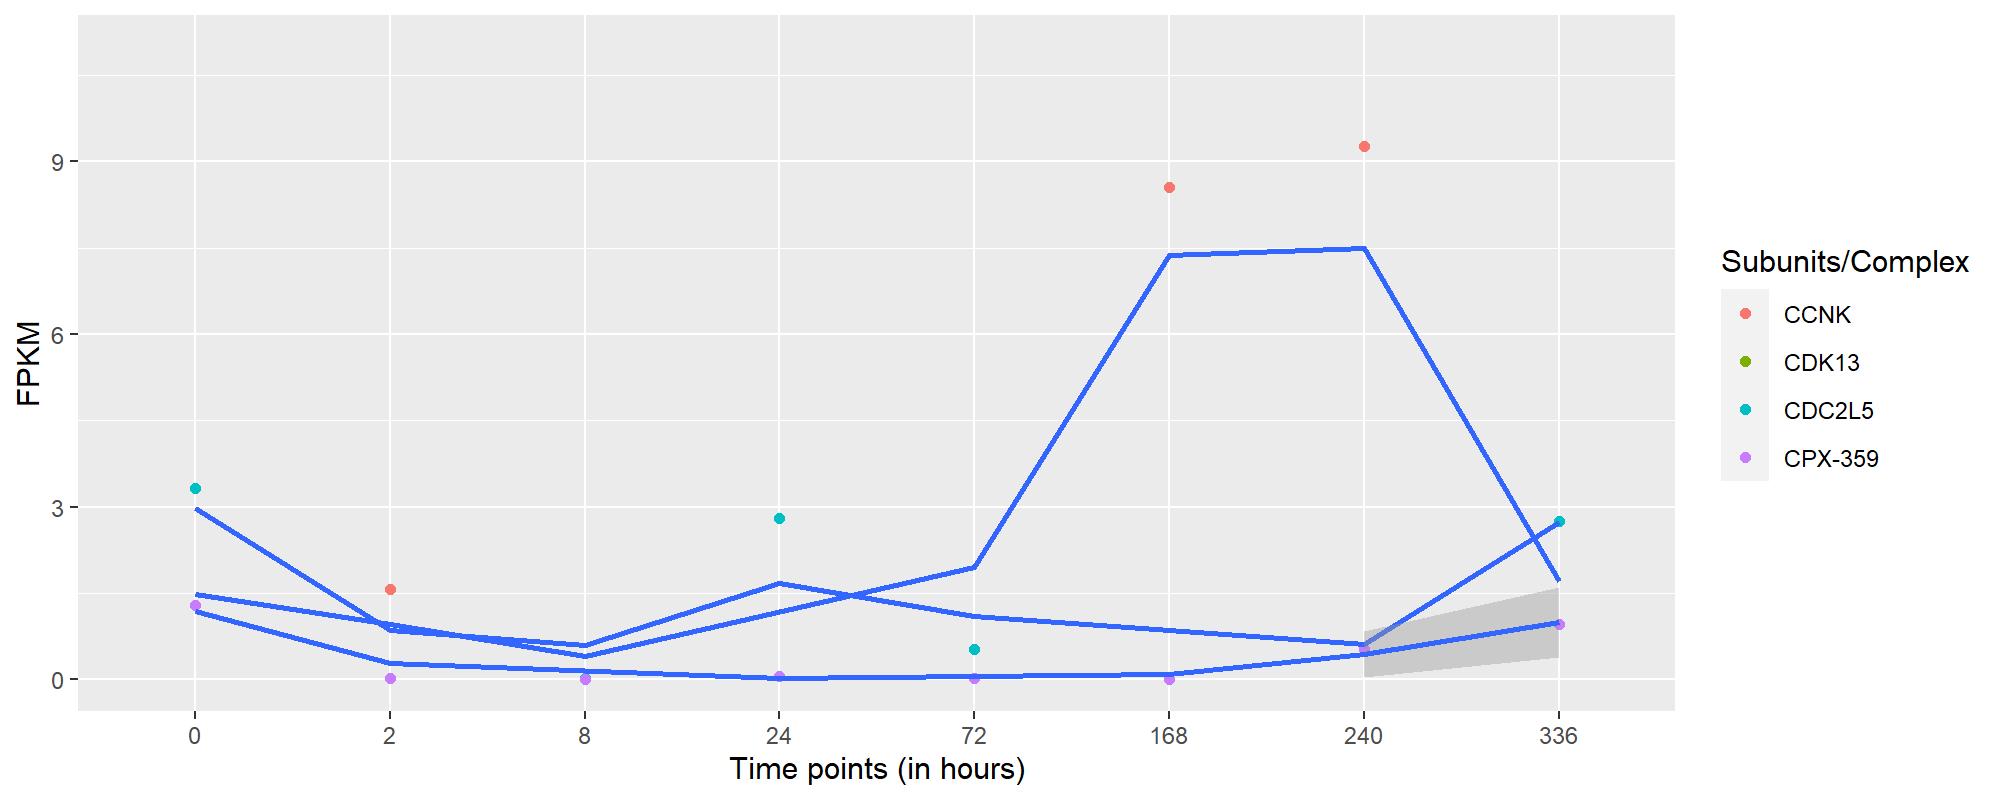 FPKM
9
6
3
0
0 2 8 24 72 168 240 336
Time points (in hours)
Subunits/Complex
CCNK
CDK13
CDC2L5
CPX-359